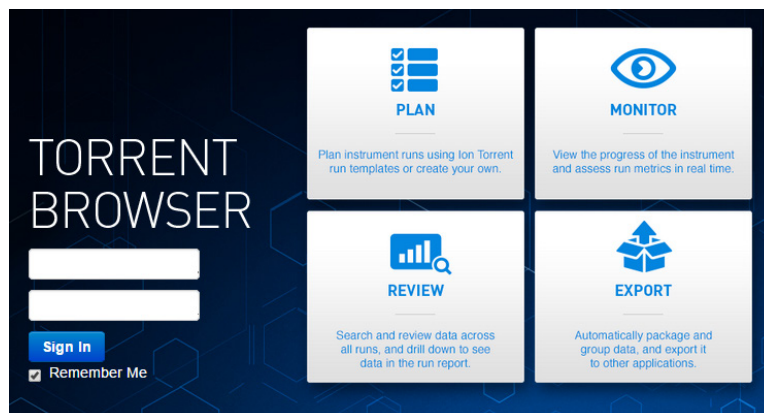 TORRENT
BROWSER
Sign In
Remember Me
PLAN
Plan instrument runs using Ion Torrent
run templates or create your own.
MONITOR
View the progress of the instrument
and assess run metrics in real time.
REVIEW
Search and review data across
all runs, and drill down to see
data in the run report.
EXPORT
Automatically package and
group data, and export it
to other applications.